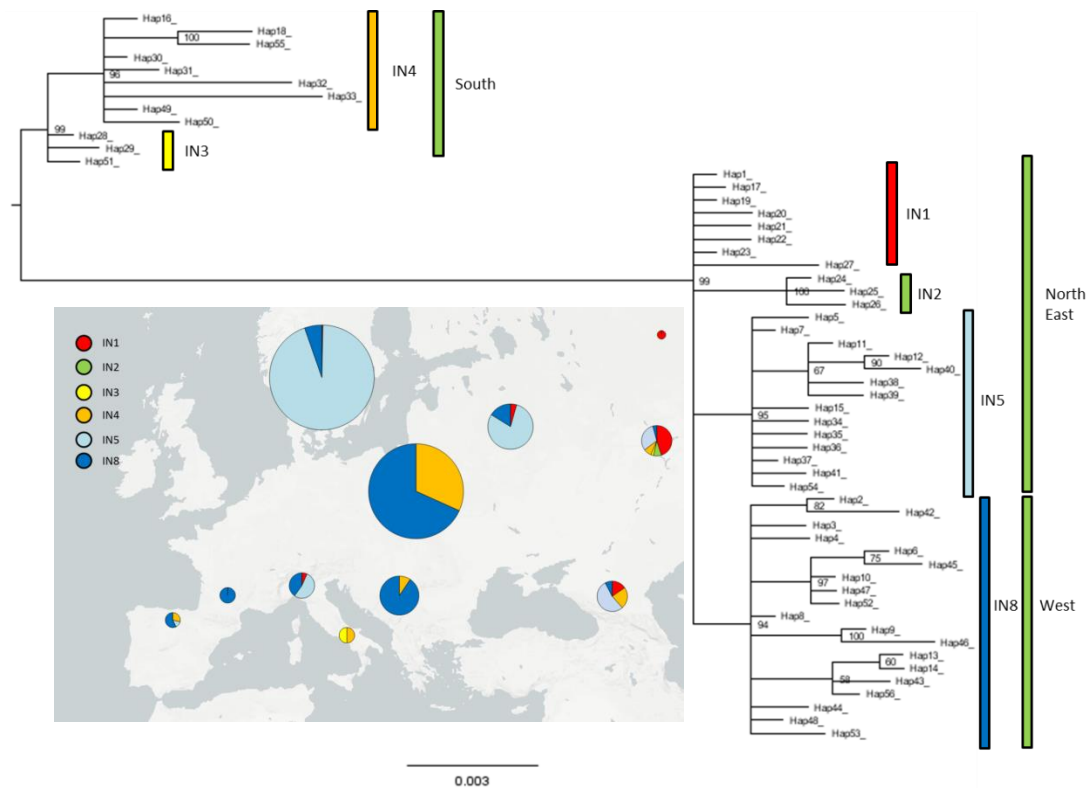 Hap16_
Hap18_
100
Hap55_
Hap30_
Hap31_
96
Hap32_
Hap33_
Hap49_
Hap50_
99
Hap28_
Hap29_
Hap51_
IN4
South
IN3
Hap1_
Hap17_
Hap19_
Hap20_
Hap21_
Hap22_
Hap23_
Hap27_
99
Hap24_
100
Hap25_
Hap26_
IN1
IN2
North
East
Hap5_
Hap7_
Hap11_
Hap12_
90
Hap40_
67
Hap38_
Hap39_
95
Hap15_
Hap34_
Hap35_
Hap36_
Hap37_
Hap41_
Hap54_
IN5
Hap2_
82
Hap42_
Hap3_
Hap4_
Hap6_
75
Hap45_
97
Hap10_
Hap47_
Hap52_
Hap8_
94
Hap9_
100
Hap46_
Hap13_
60
Hap14_
58
Hap43_
Hap56_
Hap44_
Hap48_
Hap53_
IN8
West
IN1
IN2
IN3
IN4
IN5
IN8
0.003